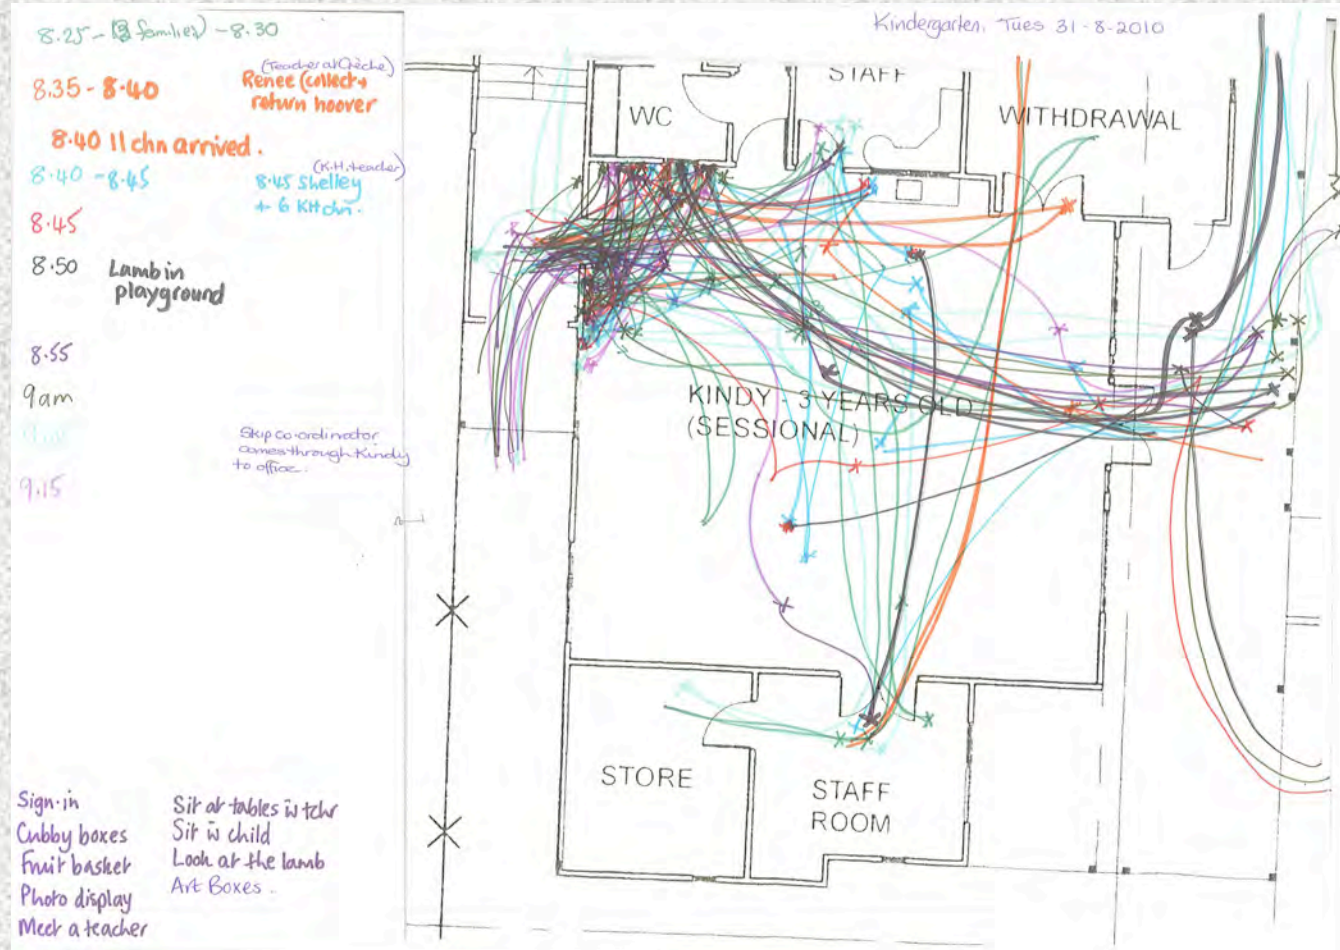 Kindergarten, Tues 31-8-2010
8.25 - (3 families) - 8.30
(Teacher at Crèche)
8.35 - 8.40 Renee (collect +
return hoover
8.40 11 chn arrived.
(K.H. teacher)
8.40 - 8.45 8.45 Shelley
+ 6 KH chn.
8.45
8.50 Lamb in
playground
8.55
9am
Skip co-ordinator
comes through Kindy
to office.
9.15
WC
STAFF
WITHDRAWAL
KINDY - 3 YEARS OLD
(SESSIONAL)
STORE
STAFF
ROOM
Sign-in
Cubby boxes
Fruit basket
Photo display
Meet a teacher
Sit at tables w tchr
Sit w child
Look at the lamb
Art Boxes